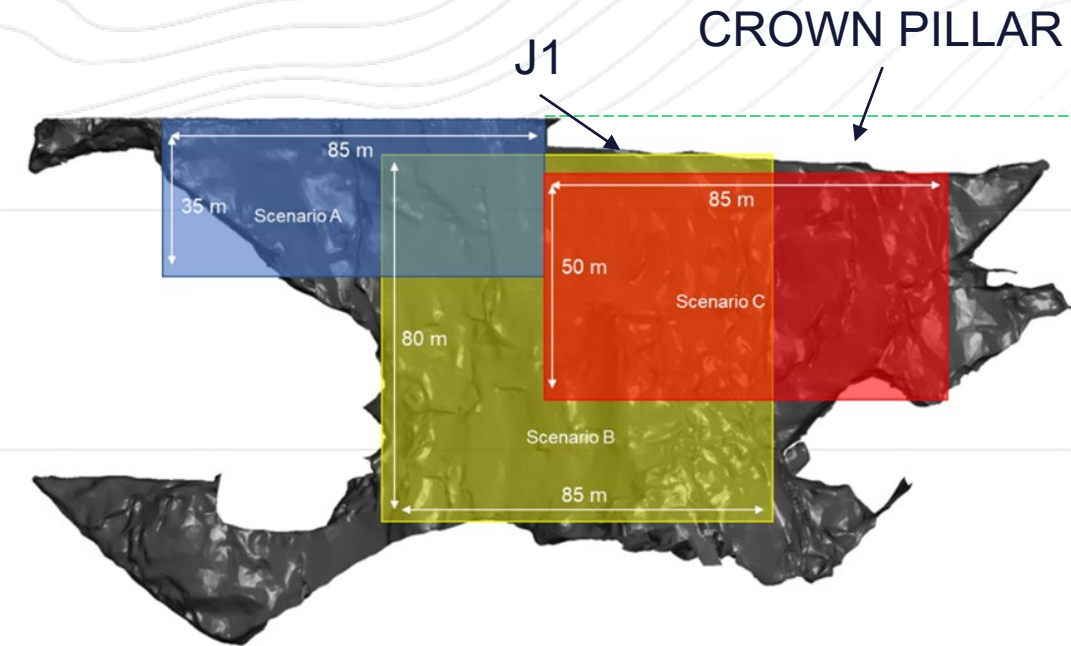 CROWN PILLAR
J1
85 m
35 m
Scenario A
85 m
50 m
Scenario C
80 m
Scenario B
85 m